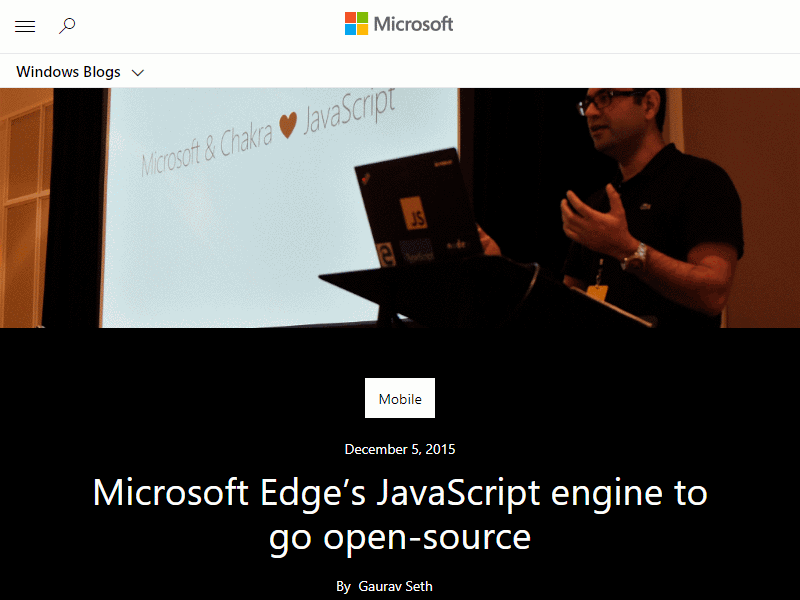 Microsoft
Windows Blogs
Microsoft & Chakra ❤ JavaScript
JS
Mobile
December 5, 2015
Microsoft Edge’s JavaScript engine to
go open-source
By Gaurav Seth